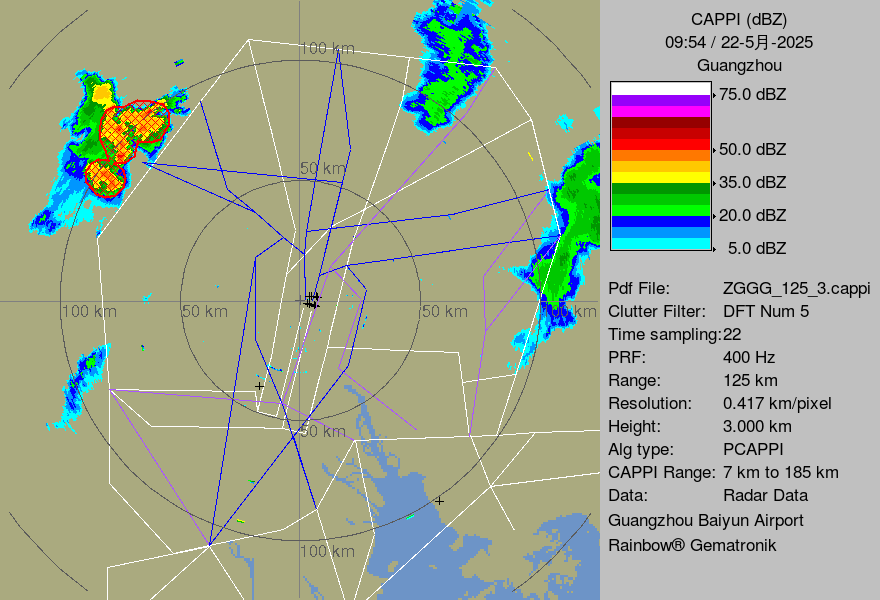 CAPPI (dBZ)
09:54 / 22-5月-2025
Guangzhou
75.0 dBZ
50.0 dBZ
35.0 dBZ
20.0 dBZ
5.0 dBZ
100 km
50 km
100 km
50 km
50 km
00 km
50 km
100 km
Pdf File: ZGGG_125_3.cappi
Clutter Filter: DFT Num 5
Time sampling:22
PRF: 400 Hz
Range: 125 km
Resolution: 0.417 km/pixel
Height: 3.000 km
Alg type: PCAPPI
CAPPI Range: 7 km to 185 km
Data: Radar Data
Guangzhou Baiyun Airport
Rainbow® Gematronik